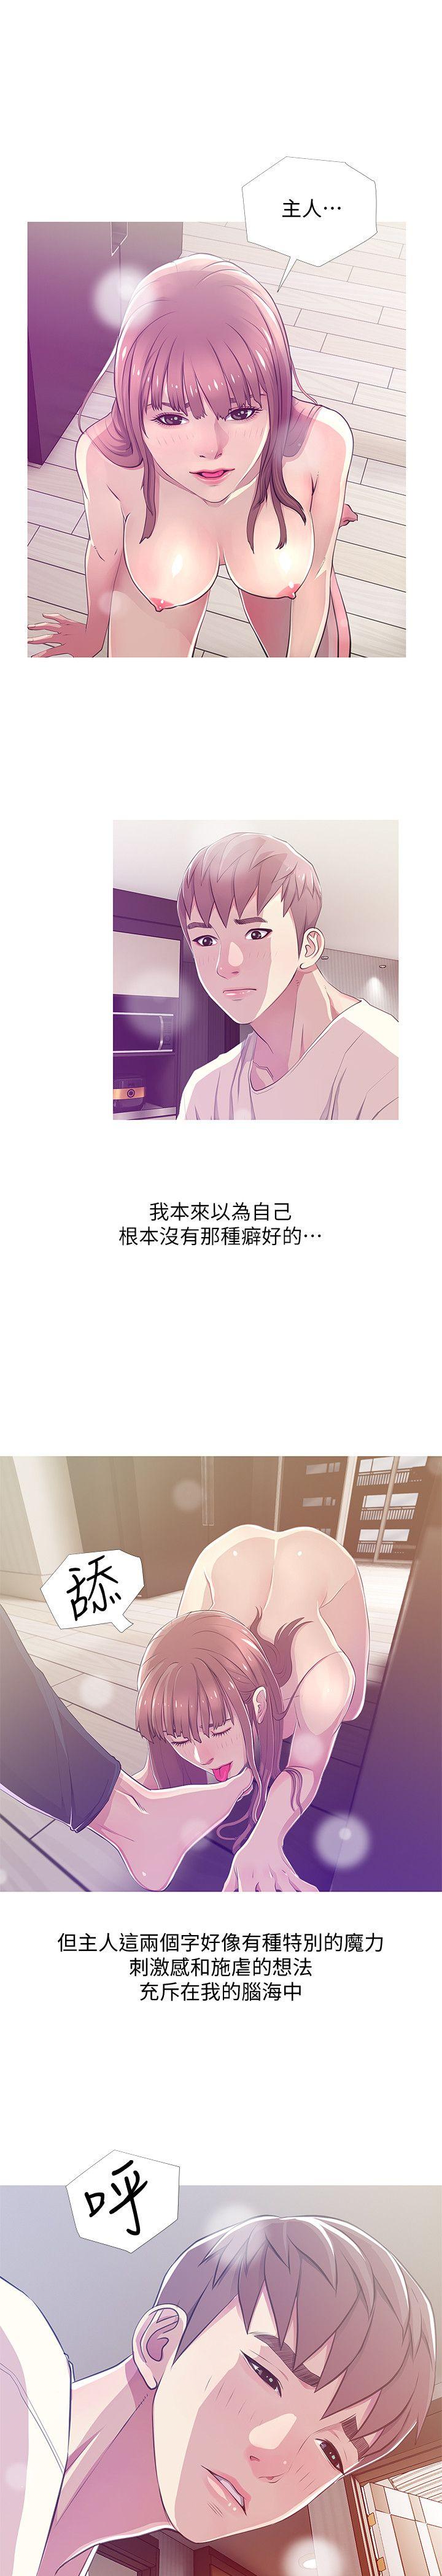 主人…
我本來以為自己
根本沒有那種癖好的…
舔
但主人這兩個字好像有種特別的魔力
刺激感和施虐的想法
充斥在我的腦海中
呼